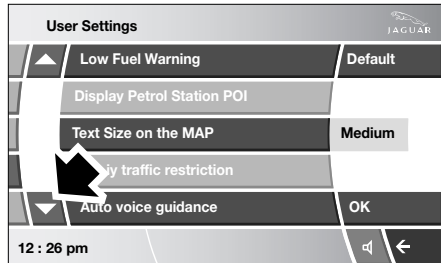 User Settings
JAGUAR
Low Fuel Warning Default
Display Petrol Station POI
Text Size on the MAP Medium
traffic restriction
Auto voice guidance OK
12 : 26 pm